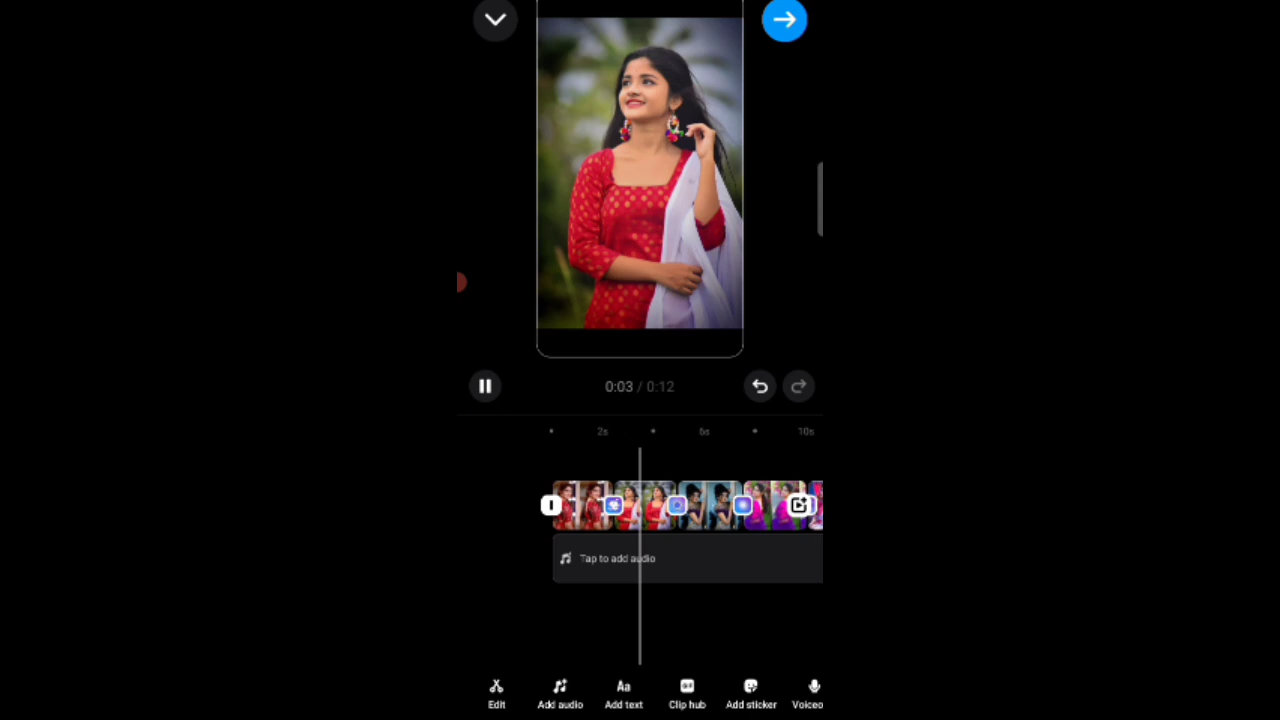 0:03 / 0:12
2s 6s 10s
Tap to add audio
Aa
Edit Add audio Add text Clip hub Add sticker Voiceo